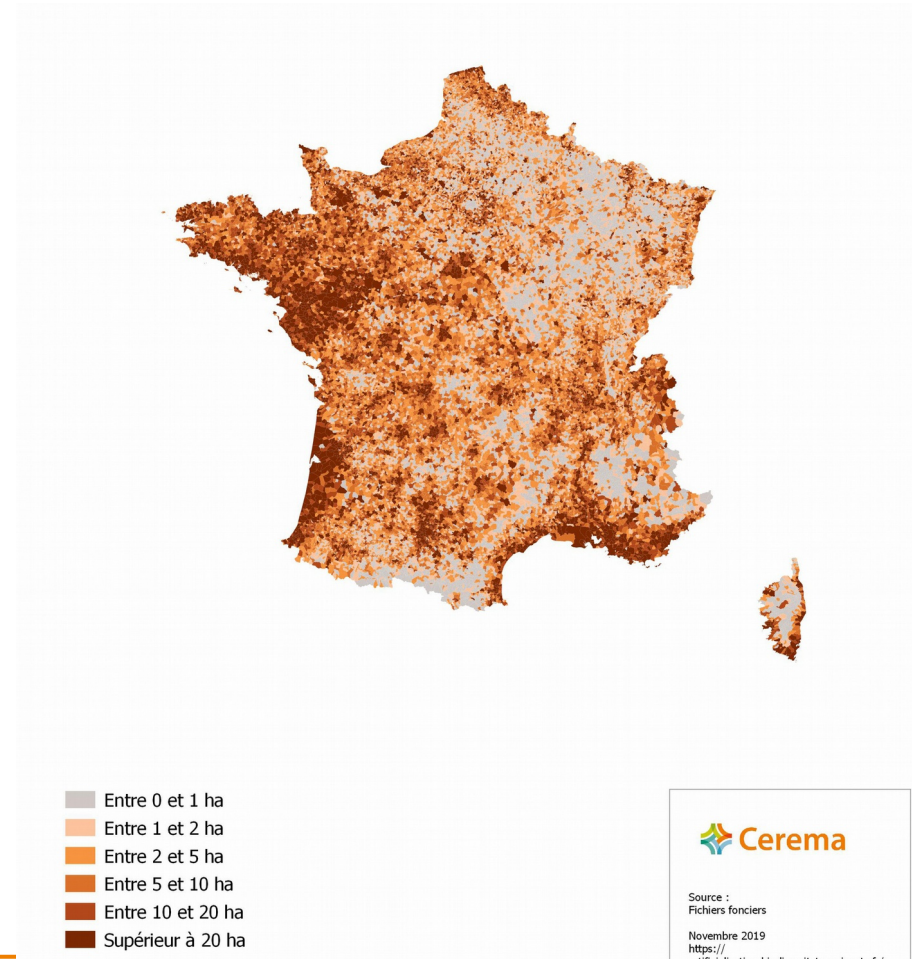 Entre 0 et 1 ha
Entre 1 et 2 ha
Entre 2 et 5 ha
Entre 5 et 10 ha
Entre 10 et 20 ha
Supérieur à 20 ha
Cerema
Source :
Fichiers fonciers
Novembre 2019
https://